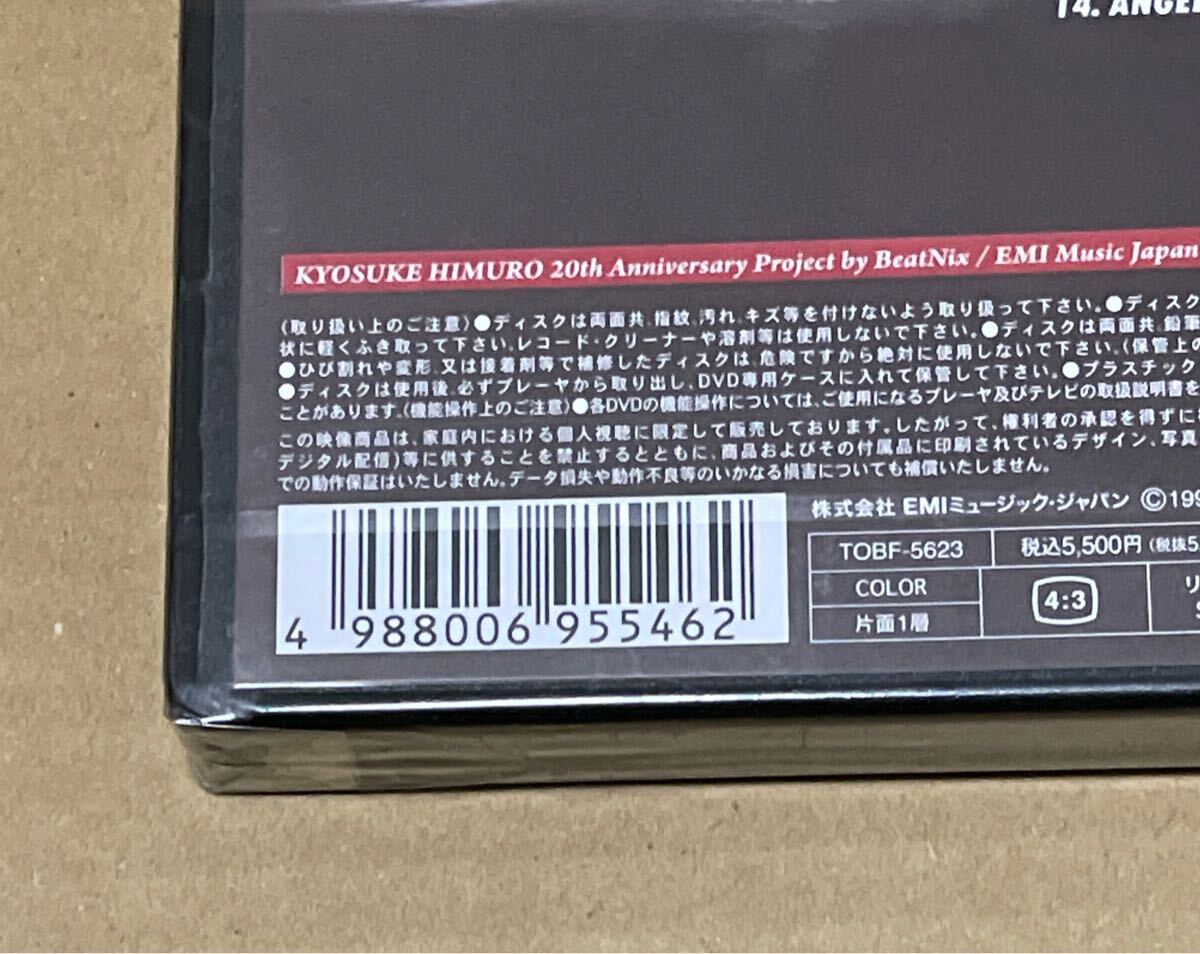 14. ANGEL
KYOSUKE HIMURO 20th Anniversary Project by BeatNix / EMI Music Japan
(取り扱い上のご注意)●ディスクは両面共、指紋、汚れ、キズ等を付けないよう取り扱って下さい。●ディスク
状に軽くふき取って下さい。レコード・クリーナーや溶剤等は使用しないで下さい。●ディスクは両面共、鉛筆
●ひび割れや変形、又は接着剤等で補修したディスクは、危険ですから絶対に使用しないで下さい。(保管上の
●ディスクは使用後、必ずプレーヤから取り出し、DVD専用ケースに入れて保管して下さい。●プラスチック
ことがあります。(機能操作上のご注意)●各DVDの機能操作については、ご使用になるプレーヤ及びテレビの取扱説明書を
この映像商品は、家庭内における個人視聴に限定して販売しております。したがって、権利者の承認を得ずに
デジタル配信)等に供することを禁止するとともに、商品およびその付属品に印刷されているデザイン、写真
での動作保証はいたしません。データ損失や動作不良等のいかなる損害についても補償いたしません。
株式会社 EMIミュージック・ジャパン Ⓒ199
TOBF-5623 税込5,500円(税抜5
COLOR 4:3 リ
片面1層
4 988006 955462